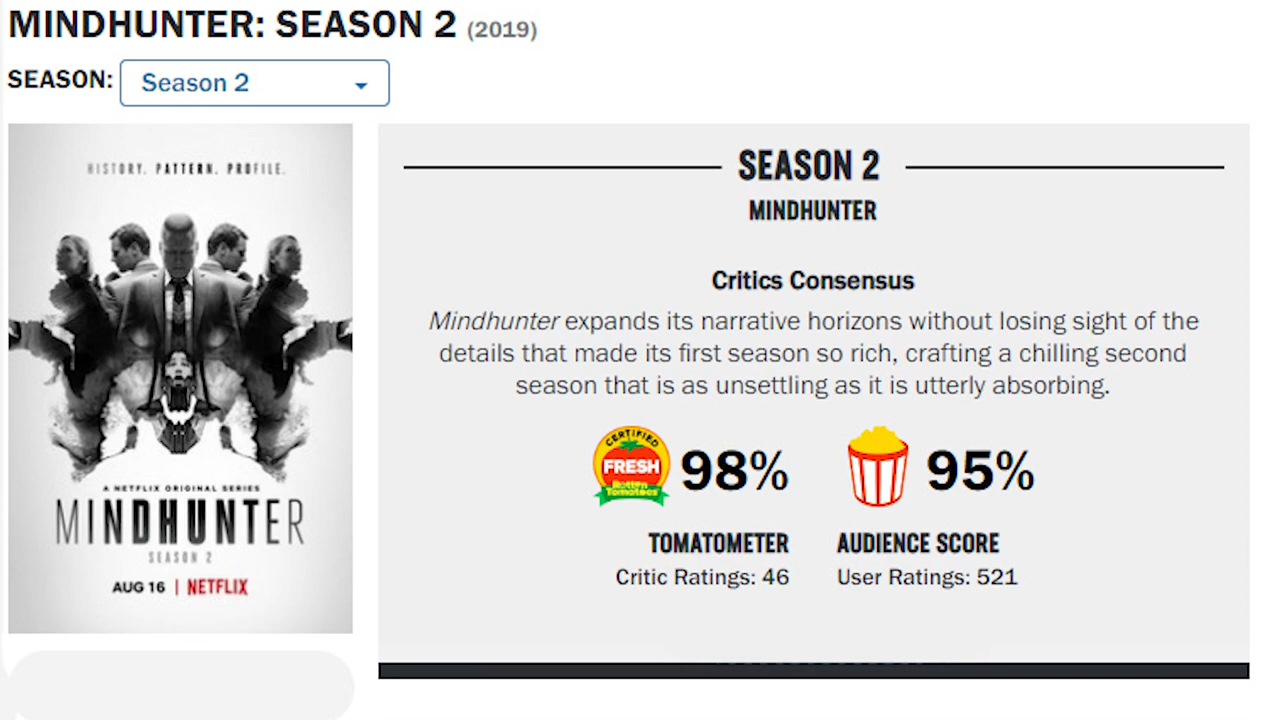 MINDHUNTER: SEASON 2 (2019)
SEASON: Season 2
HISTORY. PATTERN. PROFILE.
A NETFLIX ORIGINAL SERIES
MINDHUNTER
SEASON 2
AUG 16 | NETFLIX
SEASON 2
MINDHUNTER
Critics Consensus
Mindhunter expands its narrative horizons without losing sight of the
details that made its first season so rich, crafting a chilling second
season that is as unsettling as it is utterly absorbing.
CERTIFIED
FRESH
Rotten
Tomatoes
98% 95%
TOMATOMETER AUDIENCE SCORE
Critic Ratings: 46 User Ratings: 521